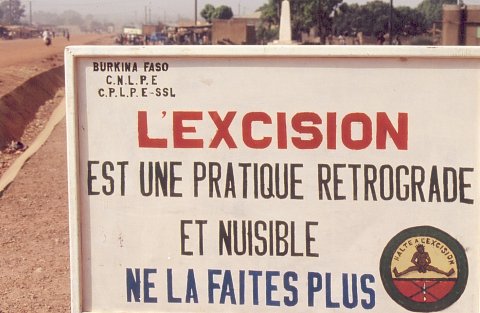 BURKINA FASO
C.N.L.P.E
C.P.L.P.E-SSL
L'EXCISION
EST UNE PRATIQUE RETROGRADE
ET NUISIBLE
NE LA FAITES PLUS
HALTE A L'EXCISION